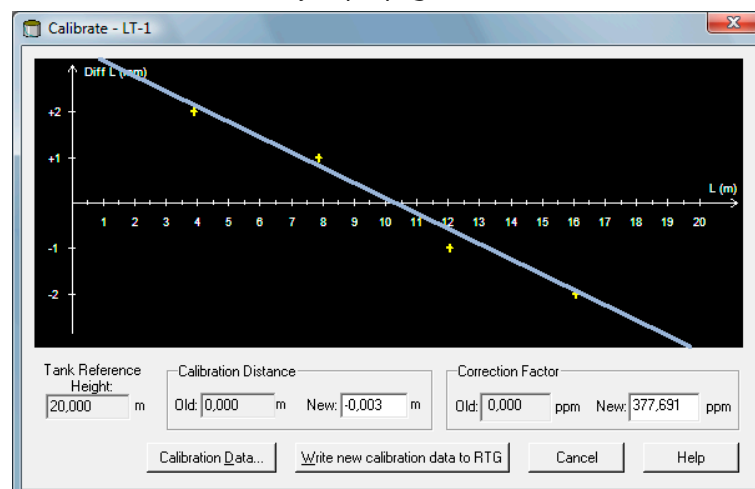 Calibrate - LT-1
Diff L (mm)
+2
+1
L (m)
1 2 3 4 5 6 7 8 9 10 11 12 13 14 15 16 17 18 19 20
-1
-2
Tank Reference Height:
20,000 m
Calibration Distance
Old: 0,000 m New: -0,003 m
Correction Factor
Old: 0,000 ppm New: 377,691 ppm
Calibration Data... Write new calibration data to RTG Cancel Help